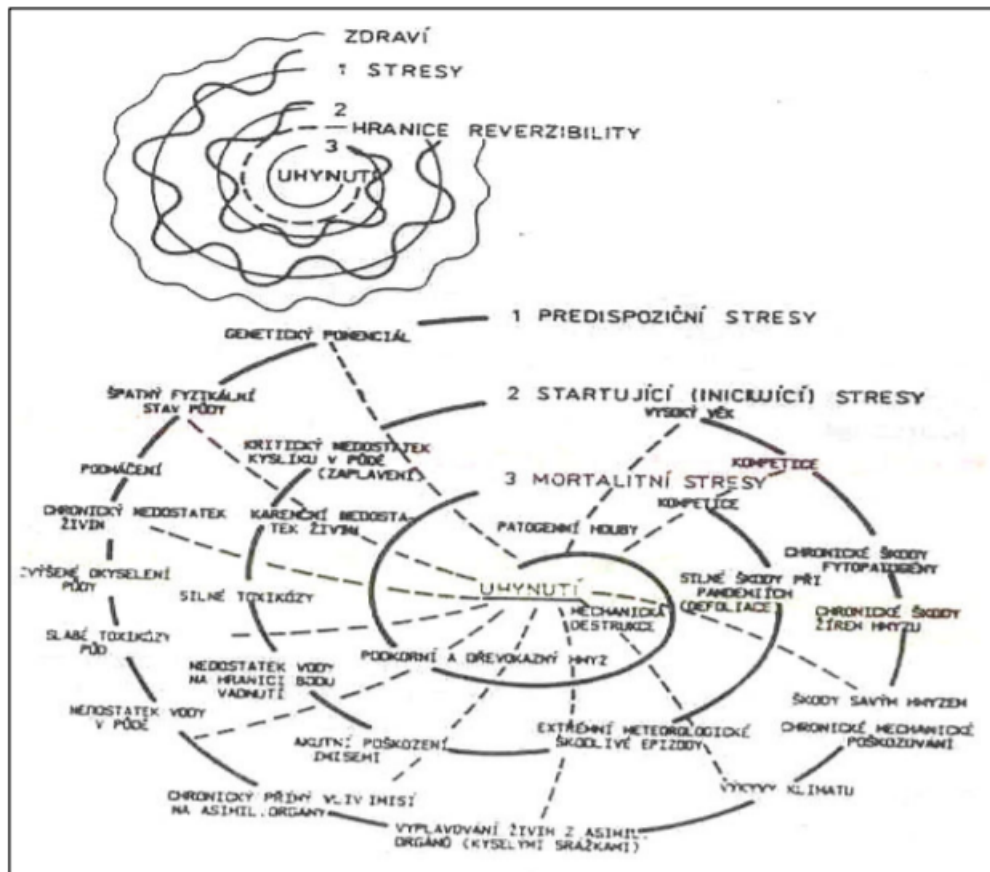 ZDRAVÍ
1 STRESY
2
HRANICE REVERZIBILITY
3
UHYNUTÍ
1 PREDISPOZIČNÍ STRESY
GENETICKÝ PONENCIÁL
ŠPATNÝ FYZIKÁLNÍ
STAV PŮDY
2 STARTUJÍCÍ (INICIUJÍCÍ) STRESY
VYSOKÝ VĚK
KRITICKÝ NEDOSTATEK
KYSLÍKU V PŮDĚ
(ZAPLAVENÍ)
KOMPETICE
PODMÁČENÍ
3 MORTALITNÍ STRESY
KOMPETICE
CHRONICKÝ NEDOSTATEK
ŽIVIN
KARENČNÍ NEDOSTA-
TEK ŽIVIN
PATOGENNÍ HOUBY
CHRONICKÉ ŠKODY
FYTOPATOGÉNY
ZVÝŠENÉ OKYSELENÍ
PŮDY
SILNÉ TOXIKÓZY
UHYNUTÍ
MECHANICKÁ
DESTRUKCE
SILNÉ ŠKODY PŘI
PANDEMIÍCH
(DEFOLIACE)
CHRONICKÉ ŠKODY
ŽÍREM HMYZU
SLABÉ TOXIKÓZY
PŮD
PODKORNÍ A DŘEVOKAZNÝ HMYZ
NEDOSTATEK VODY
NA HRANICI BODU
VADNUTÍ
ŠKODY SAVÝM HMYZEM
NEDOSTATEK VODY
V PŮDĚ
AKUTNÍ POŠKOZENÍ
IMISEMI
EXTRÉMNÍ METEOROLOGICKÉ
ŠKODLIVÉ EPIZODY
CHRONICKÉ MECHANICKÉ
POŠKOZOVÁNÍ
CHRONICKÝ PŘÍMÝ VLIV IMISÍ
NA ASIMIL.ORGÁNY
VÝKYVY KLIMATU
VYPLAVOVÁNÍ ŽIVIN Z ASIMIL.
ORGÁNŮ (KYSELÝMI SRÁŽKAMI)